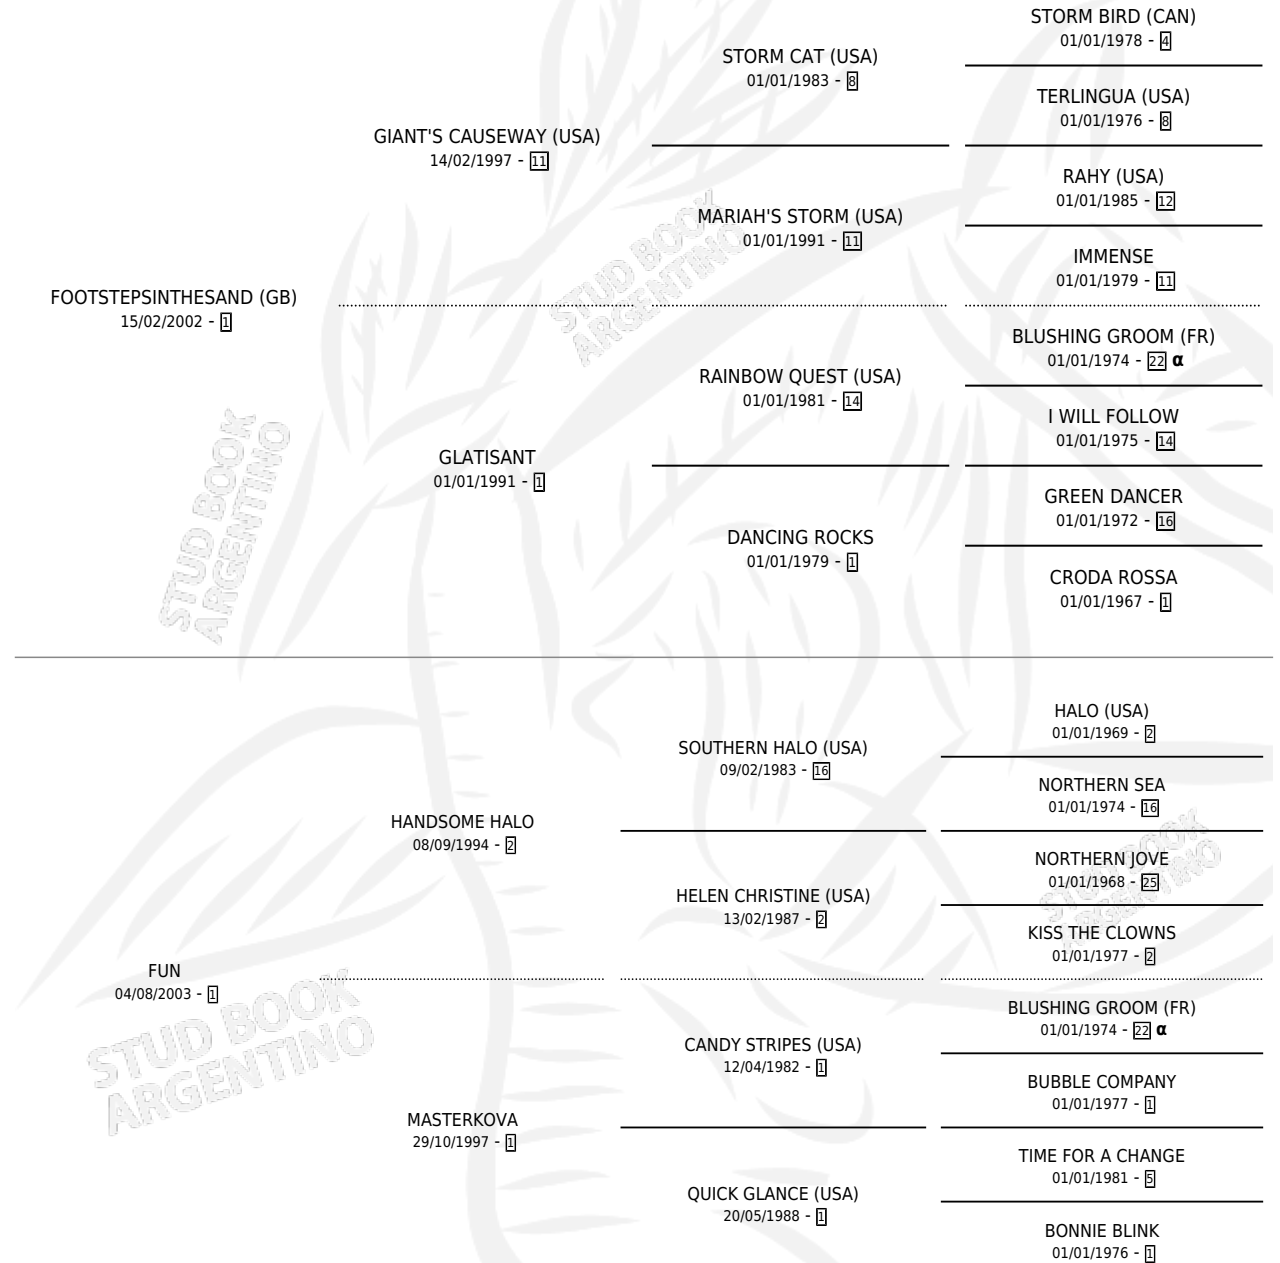 STORM BIRD (CAN)
01/01/1978 - 4
STORM CAT (USA)
01/01/1983 - 8
TERLINGUA (USA)
01/01/1976 - 8
GIANT'S CAUSEWAY (USA)
14/02/1997 - 11
RAHY (USA)
01/01/1985 - 12
MARIAH'S STORM (USA)
01/01/1991 - 11
IMMENSE
01/01/1979 - 11
FOOTSTEPSINTHESAND (GB)
15/02/2002 - 1
BLUSHING GROOM (FR)
01/01/1974 - 22 α
RAINBOW QUEST (USA)
01/01/1981 - 14
I WILL FOLLOW
01/01/1975 - 14
GLATISANT
01/01/1991 - 1
GREEN DANCER
01/01/1972 - 16
DANCING ROCKS
01/01/1979 - 1
CRODA ROSSA
01/01/1967 - 1
HALO (USA)
01/01/1969 - 2
SOUTHERN HALO (USA)
09/02/1983 - 16
NORTHERN SEA
01/01/1974 - 16
HANDSOME HALO
08/09/1994 - 2
NORTHERN JOVE
01/01/1968 - 25
HELEN CHRISTINE (USA)
13/02/1987 - 2
KISS THE CLOWNS
01/01/1977 - 2
FUN
04/08/2003 - 1
BLUSHING GROOM (FR)
01/01/1974 - 22 α
CANDY STRIPES (USA)
12/04/1982 - 1
BUBBLE COMPANY
01/01/1977 - 1
MASTERKOVA
29/10/1997 - 1
TIME FOR A CHANGE
01/01/1981 - 5
QUICK GLANCE (USA)
20/05/1988 - 1
BONNIE BLINK
01/01/1976 - 1
STUD BOOK
ARGENTINO
STUD BOOK
ARGENTINO
STUD BOOK
ARGENTINO
STUD BOOK
ARGENTINO